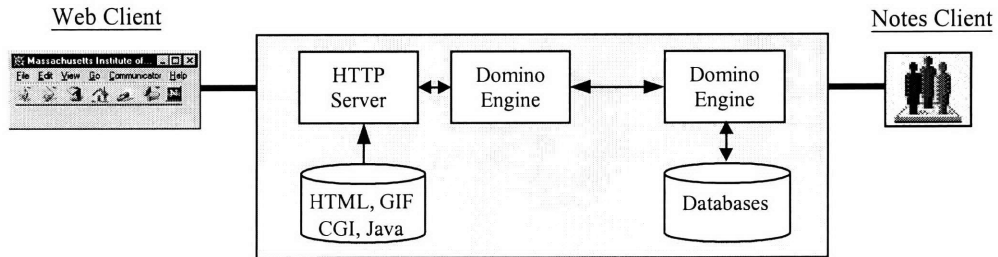 Web Client
Notes Client
Massachusetts Institute of...
File Edit View Go Communicator Help
HTTP
Server
Domino
Engine
Domino
Engine
HTML, GIF
CGI, Java
Databases